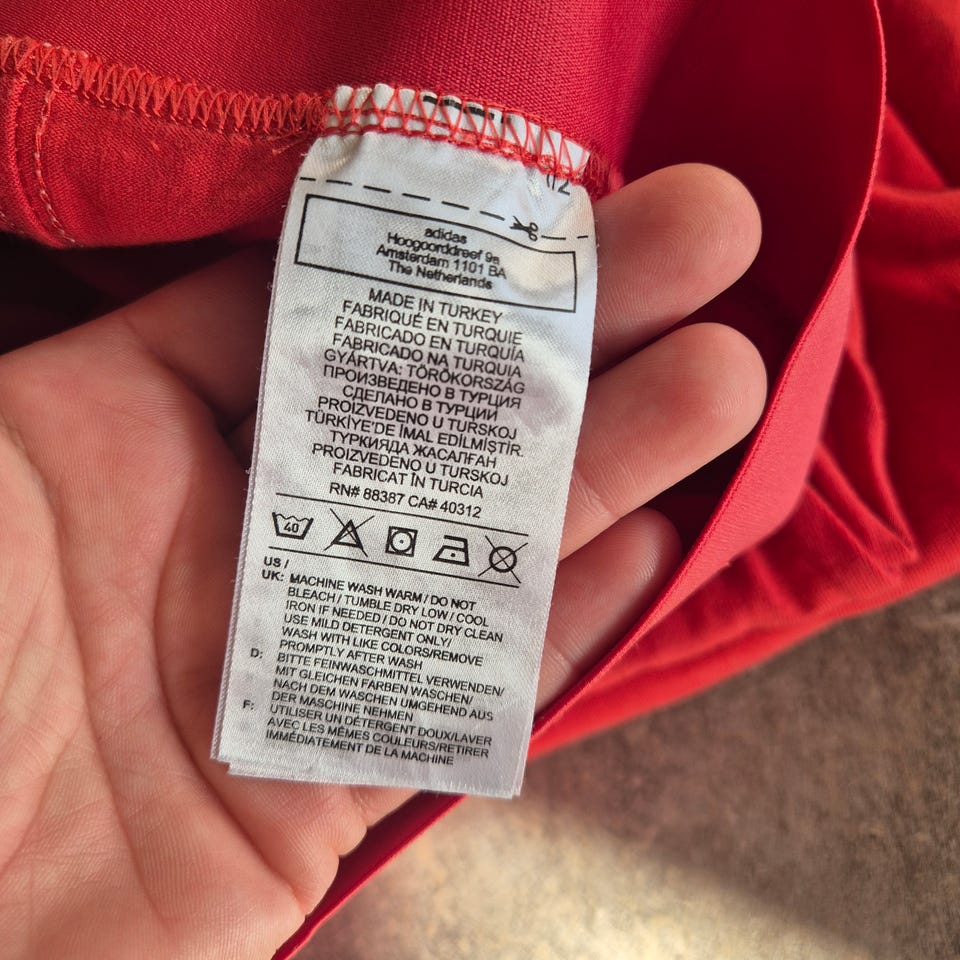 adidas
Hoogoorddreef 9a
Amsterdam 1101 BA
The Netherlands
MADE IN TURKEY
FABRIQUÉ EN TURQUIE
FABRICADO EN TURQUÍA
FABRICADO NA TURQUIA
GYÁRTVA: TÖRÖKORSZÁG
ПРОИЗВЕДЕНО В ТУРЦИЯ
СДЕЛАНО В ТУРЦИИ
PROIZVEDENO U TURSKOJ
TÜRKİYE'DE İMAL EDİLMİŞTİR.
ТУРКИЯДА ЖАСАЛҒАН
PROIZVEDENO U TURSKOJ
FABRICAT ÎN TURCIA
RN# 88387 CA# 40312
40
US /
UK: MACHINE WASH WARM / DO NOT
BLEACH / TUMBLE DRY LOW / COOL
IRON IF NEEDED / DO NOT DRY CLEAN
USE MILD DETERGENT ONLY/
WASH WITH LIKE COLORS/REMOVE
PROMPTLY AFTER WASH
D: BITTE FEINWASCHMITTEL VERWENDEN/
MIT GLEICHEN FARBEN WASCHEN/
NACH DEM WASCHEN UMGEHEND AUS
DER MASCHINE NEHMEN
F: UTILISER UN DÉTERGENT DOUX/LAVER
AVEC LES MÊMES COULEURS/RETIRER
IMMÉDIATEMENT DE LA MACHINE